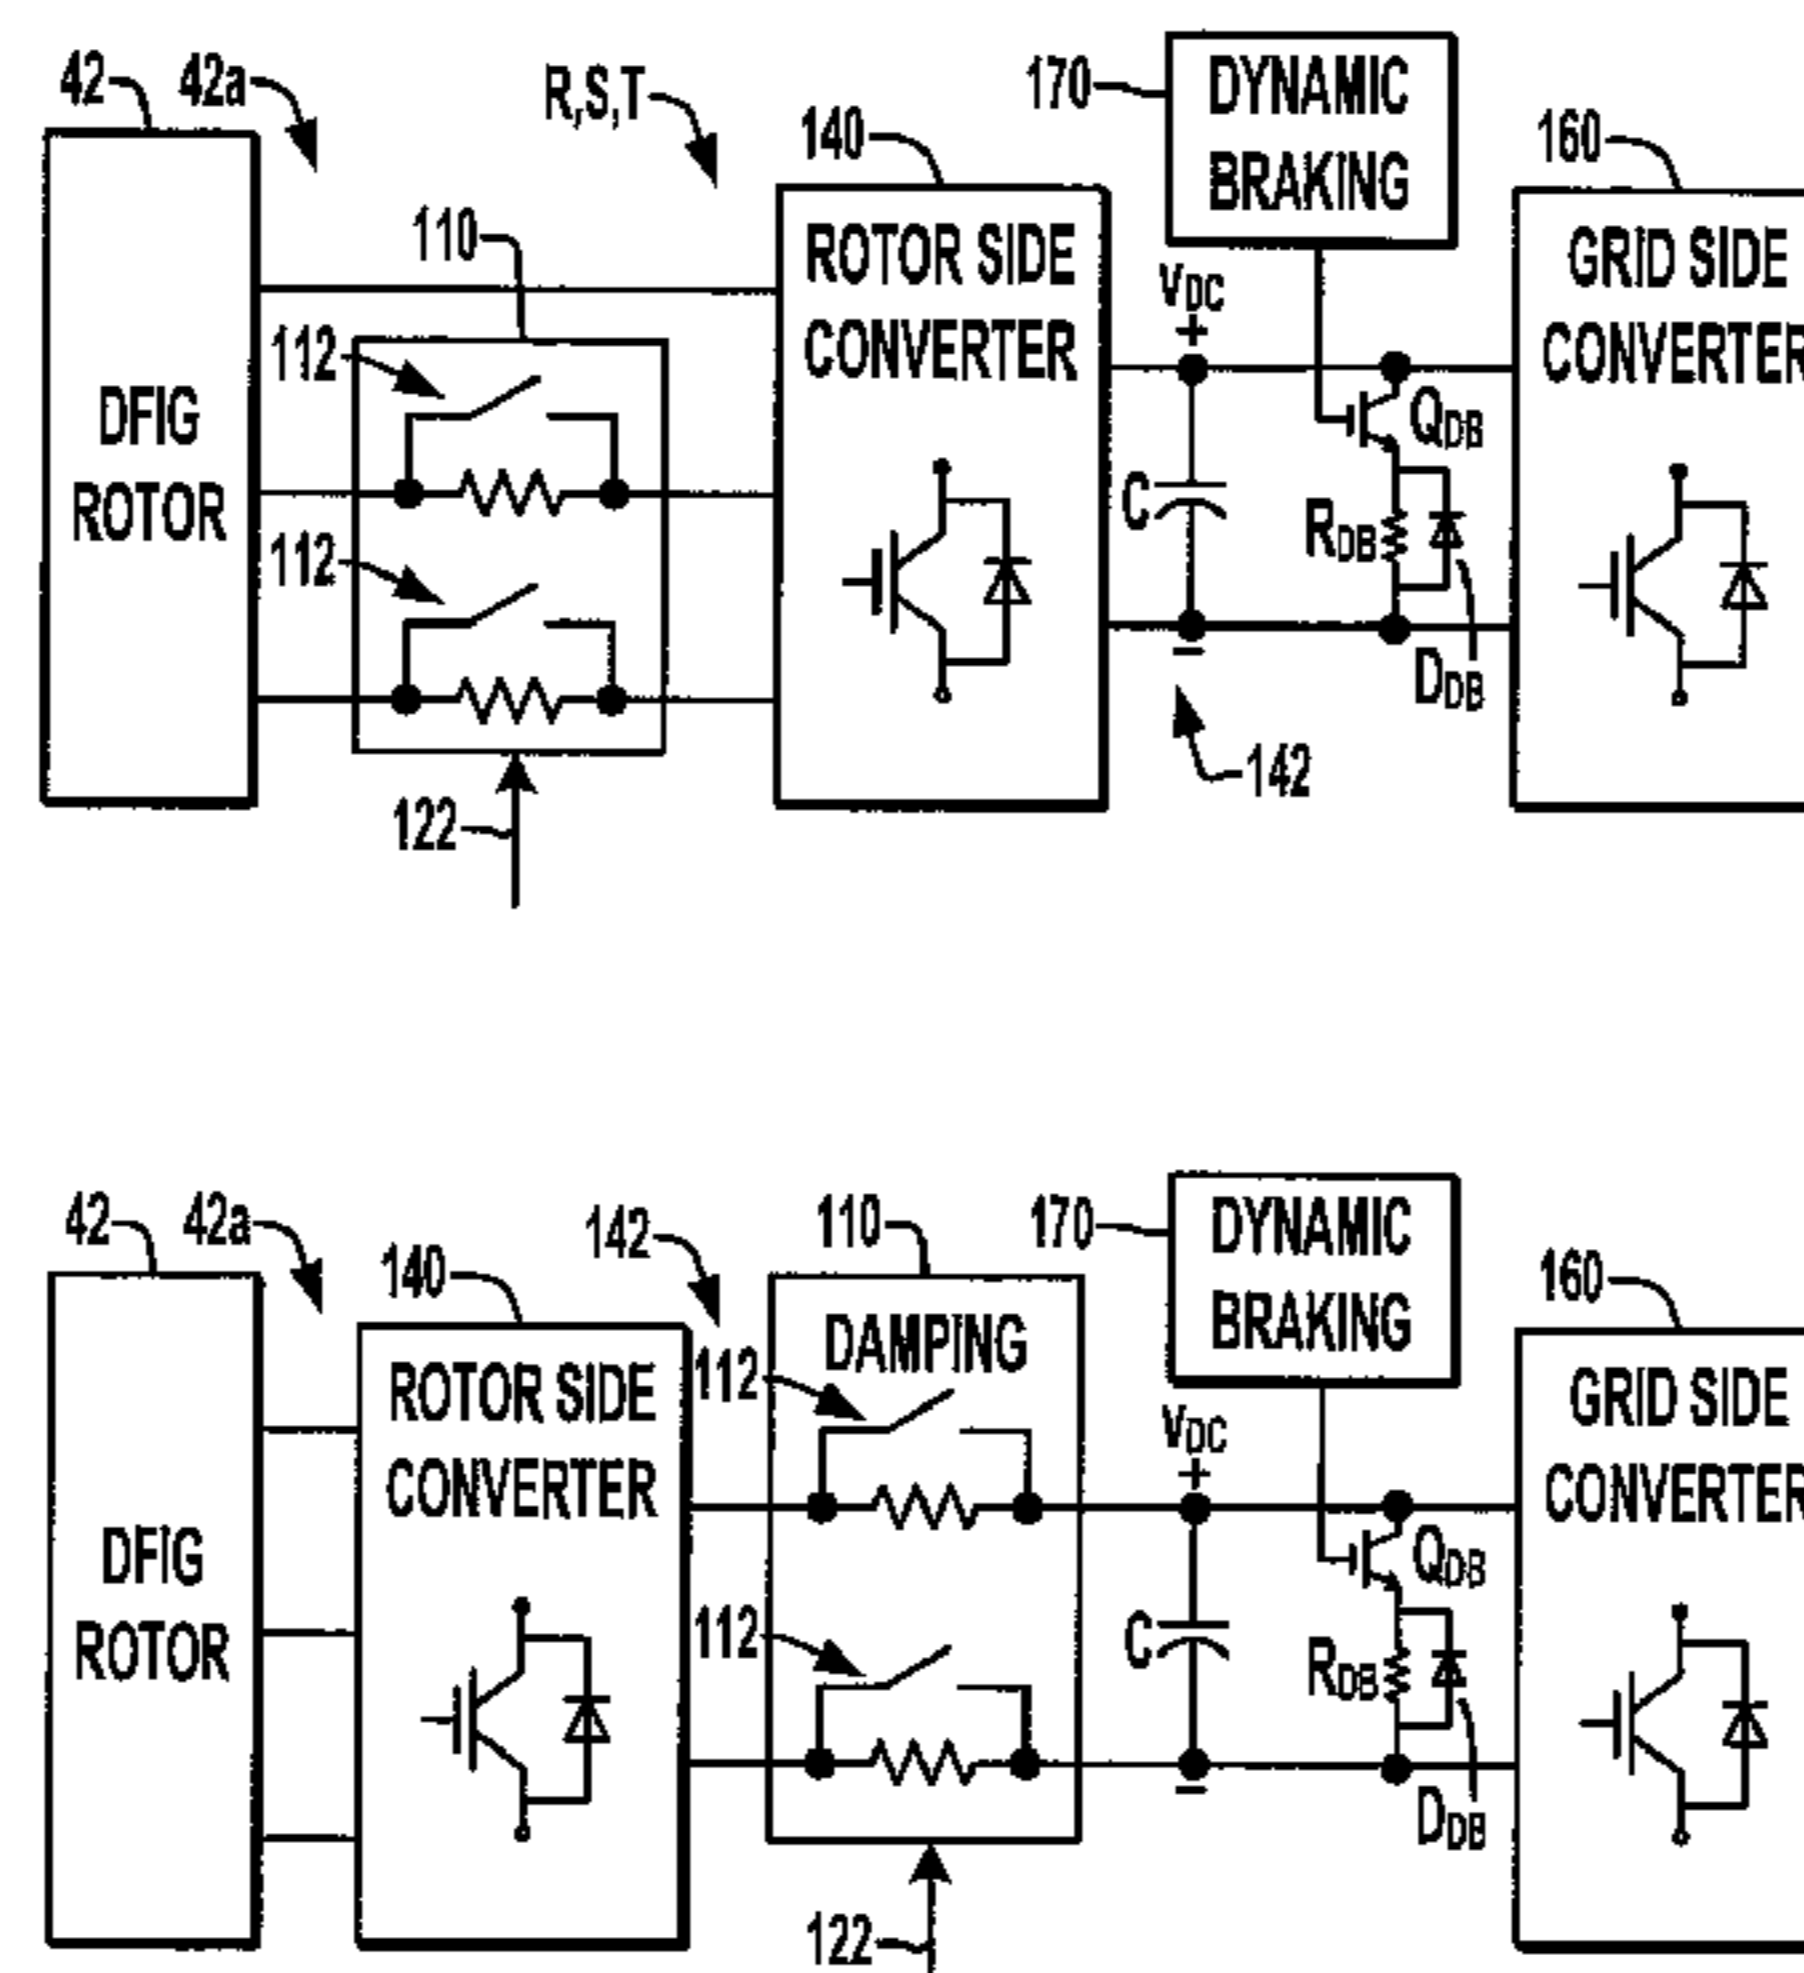 42
42a
R,S,T
140
170
DYNAMIC
BRAKING
160
110
112
112
DFIG
ROTOR
ROTOR SIDE
CONVERTER
VDC
+
C
QDB
RDB
DDB
−
142
GRID SIDE
CONVERTER
122
42
42a
140
142
110
170
DYNAMIC
BRAKING
160
DFIG
ROTOR
ROTOR SIDE
CONVERTER
DAMPING
112
112
VDC
+
C
QDB
RDB
DDB
−
GRID SIDE
CONVERTER
122